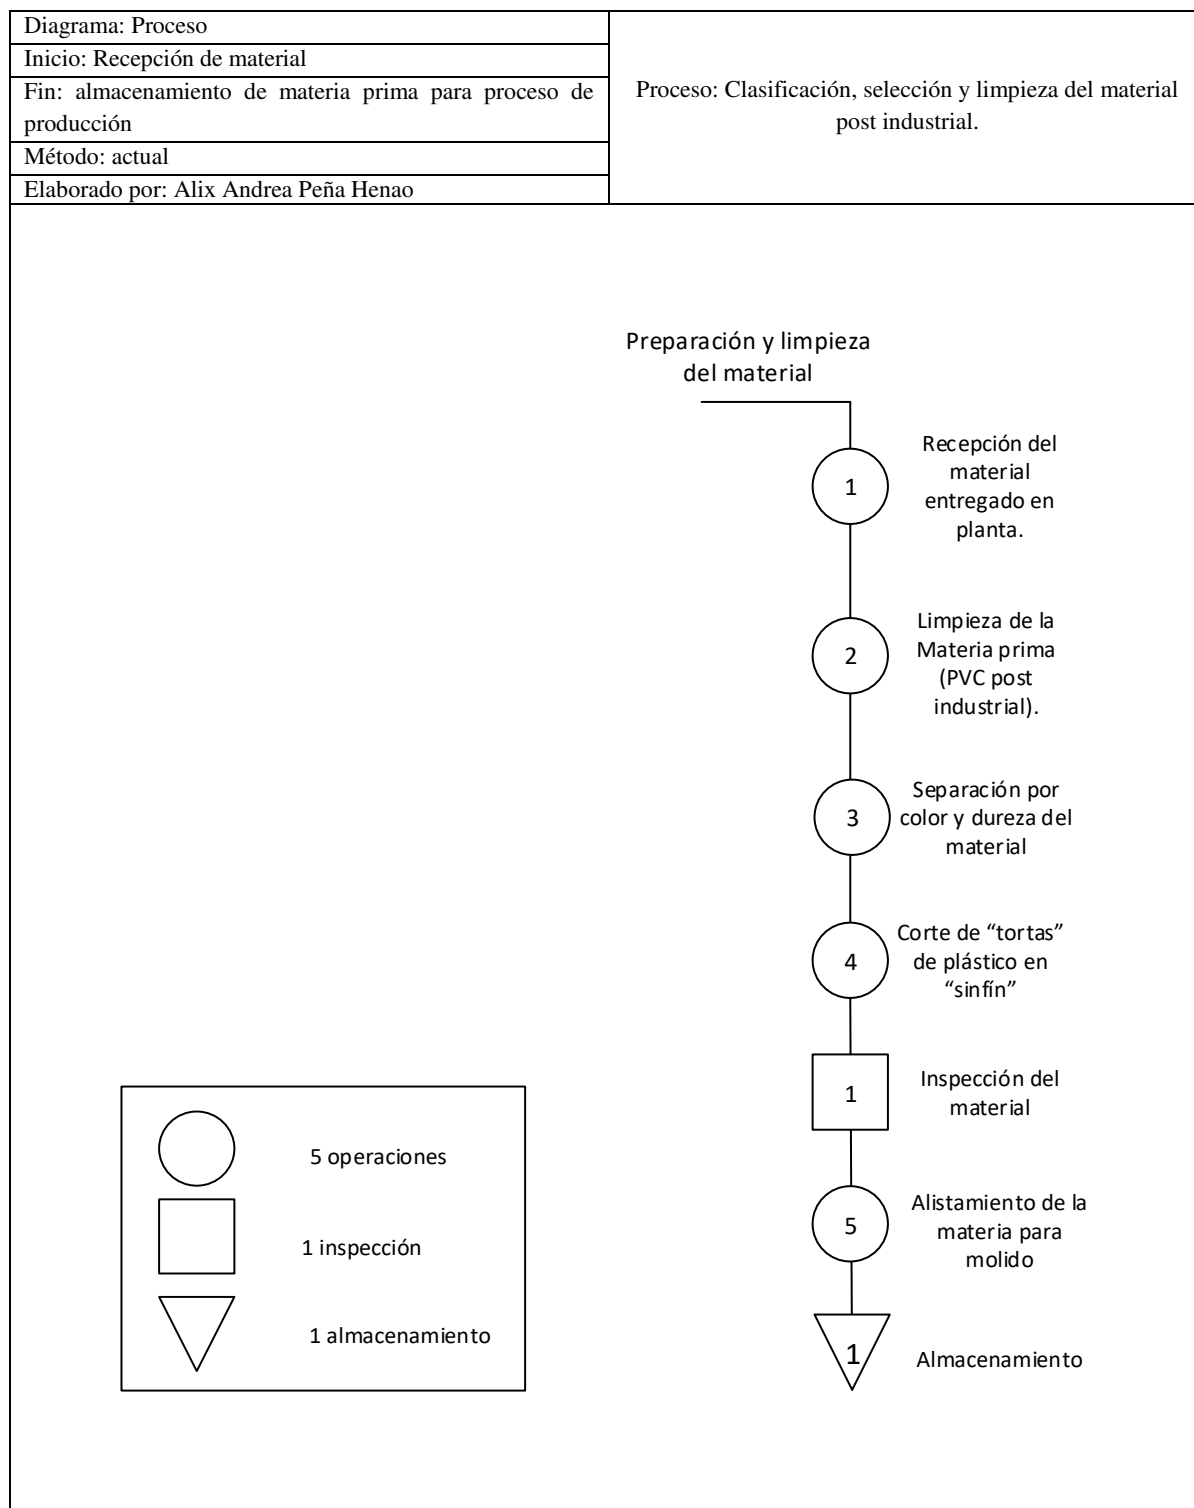 Diagrama: Proceso
Inicio: Recepción de material
Fin: almacenamiento de materia prima para proceso de
producción
Método: actual
Elaborado por: Alix Andrea Peña Henao
Proceso: Clasificación, selección y limpieza del material
post industrial.
Preparación y limpieza
del material
1
Recepción del
material
entregado en
planta.
2
Limpieza de la
Materia prima
(PVC post
industrial).
3
Separación por
color y dureza del
material
4
Corte de “tortas”
de plástico en
“sinfín”
1
Inspección del
material
5
Alistamiento de la
materia para
molido
1
Almacenamiento
5 operaciones
1 inspección
1 almacenamiento